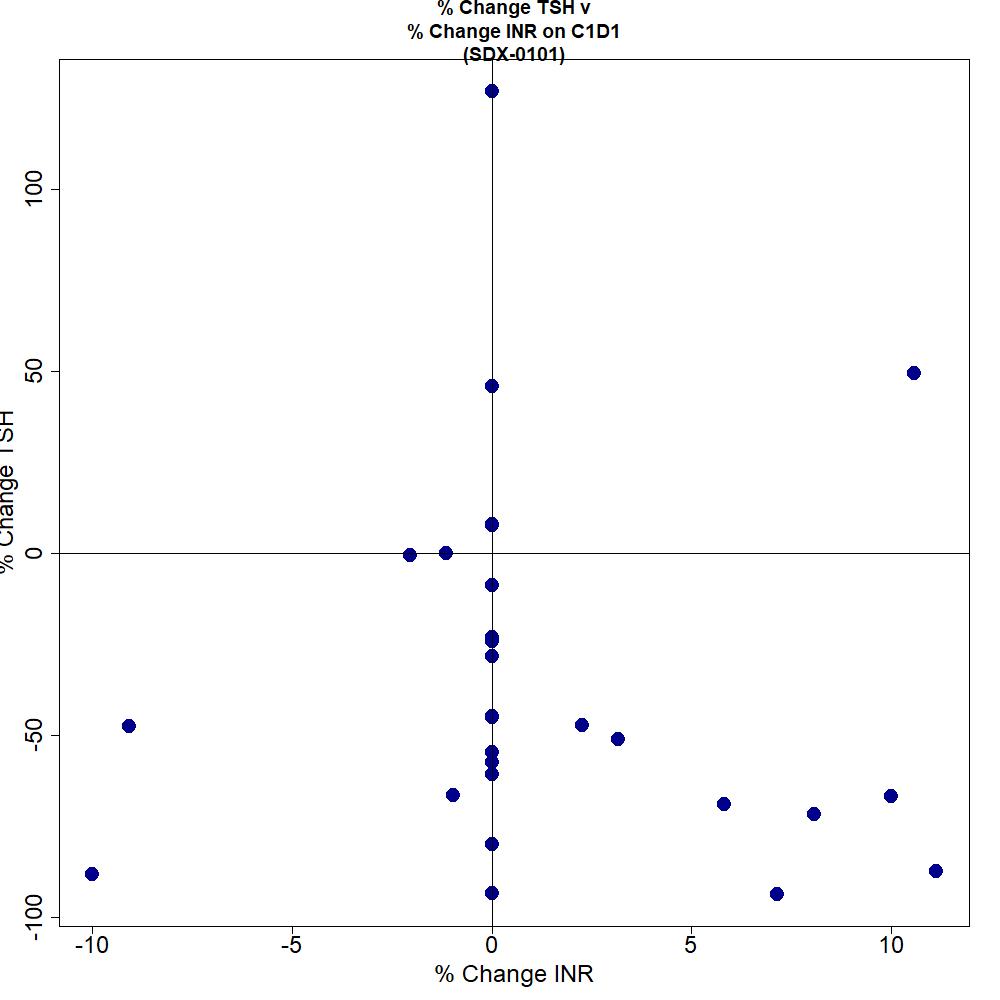 % Change TSH v
% Change INR on C1D1
(SDX-0101)
% Change TSH
100
50
0
-50
-100
-10
-5
0
5
10
% Change INR